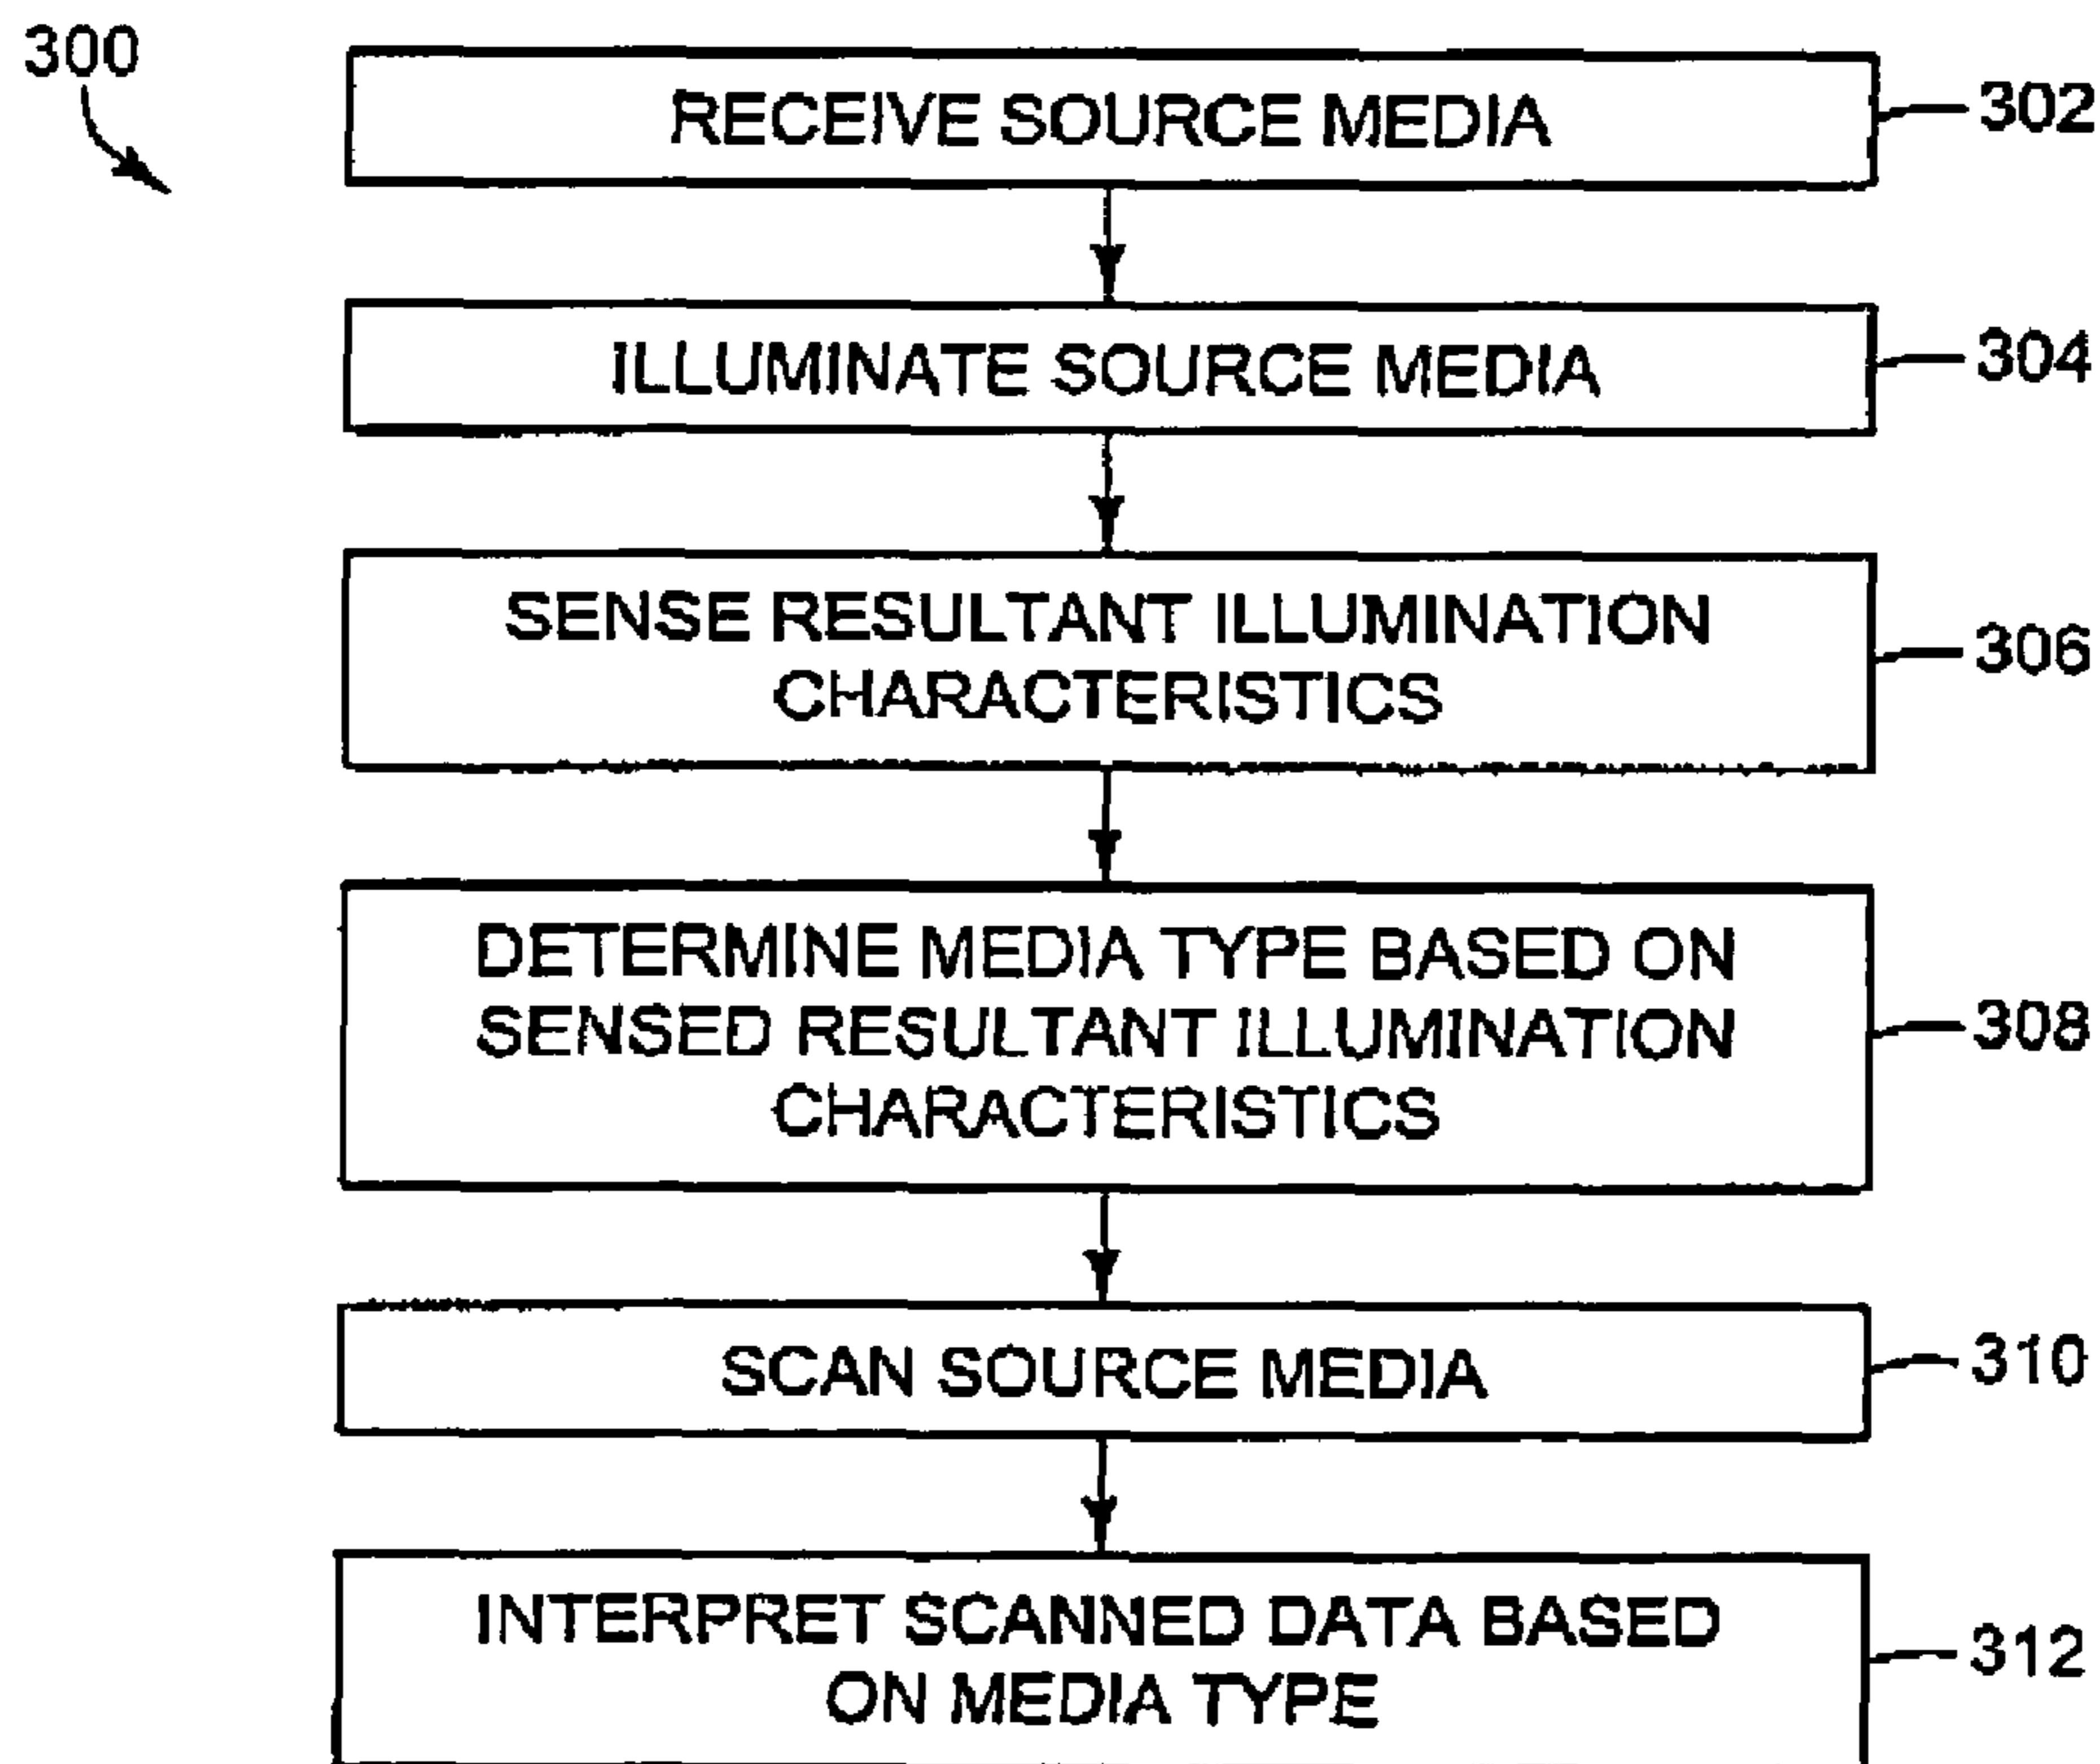 300
RECEIVE SOURCE MEDIA
302
ILLUMINATE SOURCE MEDIA
304
SENSE RESULTANT ILLUMINATION
CHARACTERISTICS
306
DETERMINE MEDIA TYPE BASED ON
SENSED RESULTANT ILLUMINATION
CHARACTERISTICS
308
SCAN SOURCE MEDIA
310
INTERPRET SCANNED DATA BASED
ON MEDIA TYPE
312